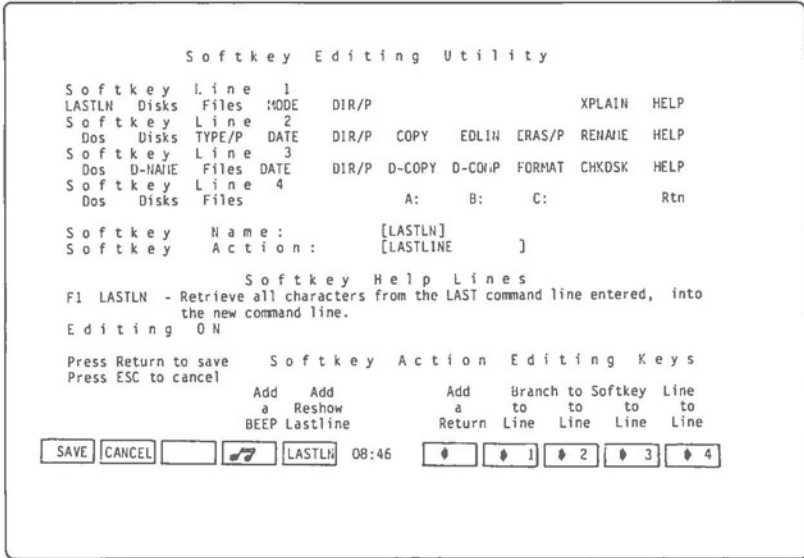 Softkey Editing Utility
Softkey Line 1
LASTLN Disks Files MODE DIR/P XPLAIN HELP
Softkey Line 2
Dos Disks TYPE/P DATE DIR/P COPY EDLIN ERAS/P RENAME HELP
Softkey Line 3
Dos D-NAME Files DATE DIR/P D-COPY D-COMP FORMAT CHKDSK HELP
Softkey Line 4
Dos Disks Files A: B: C: Rtn
Softkey Name: [LASTLN]
Softkey Action: [LASTLINE ]
Softkey Help Lines
F1 LASTLN - Retrieve all characters from the LAST command line entered, into
the new command line.
Editing ON
Press Return to save Softkey Action Editing Keys
Press ESC to cancel
Add Add Add Branch to Softkey Line
a Reshow a to to to to
BEEP Lastline Return Line Line Line Line
SAVE CANCEL LASTLN 08:46 1 2 3 4